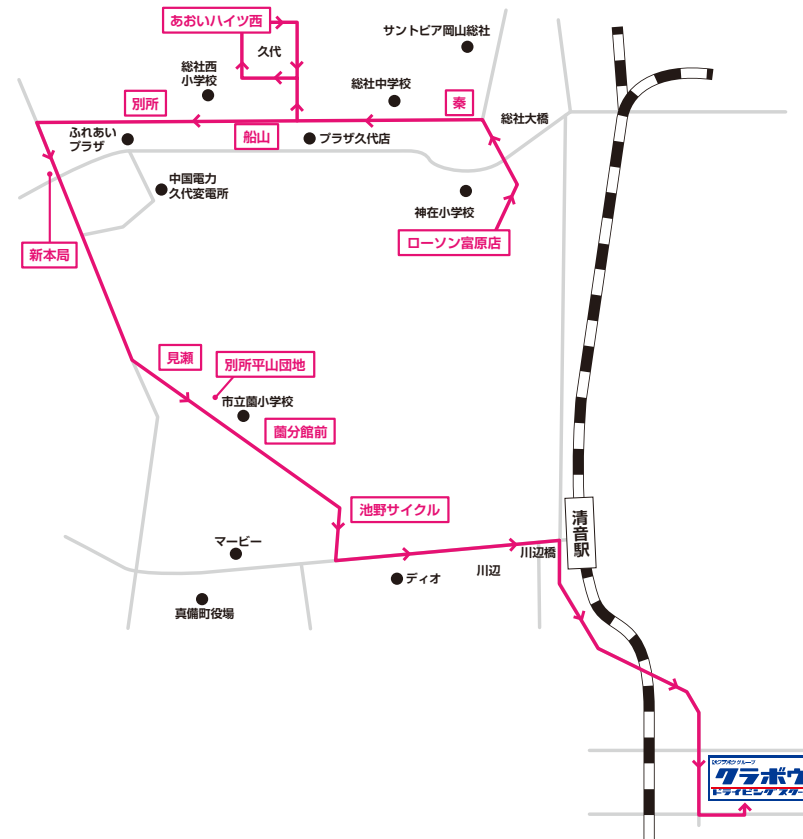 あおいハイツ西
久代
サントピア岡山総社
総社西
小学校
総社中学校
別所
秦
総社大橋
ふれあい
プラザ
船山
プラザ久代店
中国電力
久代変電所
神在小学校
新本局
ローソン富原店
見瀬
別所平山団地
市立薗小学校
薗分館前
池野サイクル
清音駅
マービー
川辺橋
川辺
ディオ
真備町役場
クラボウ